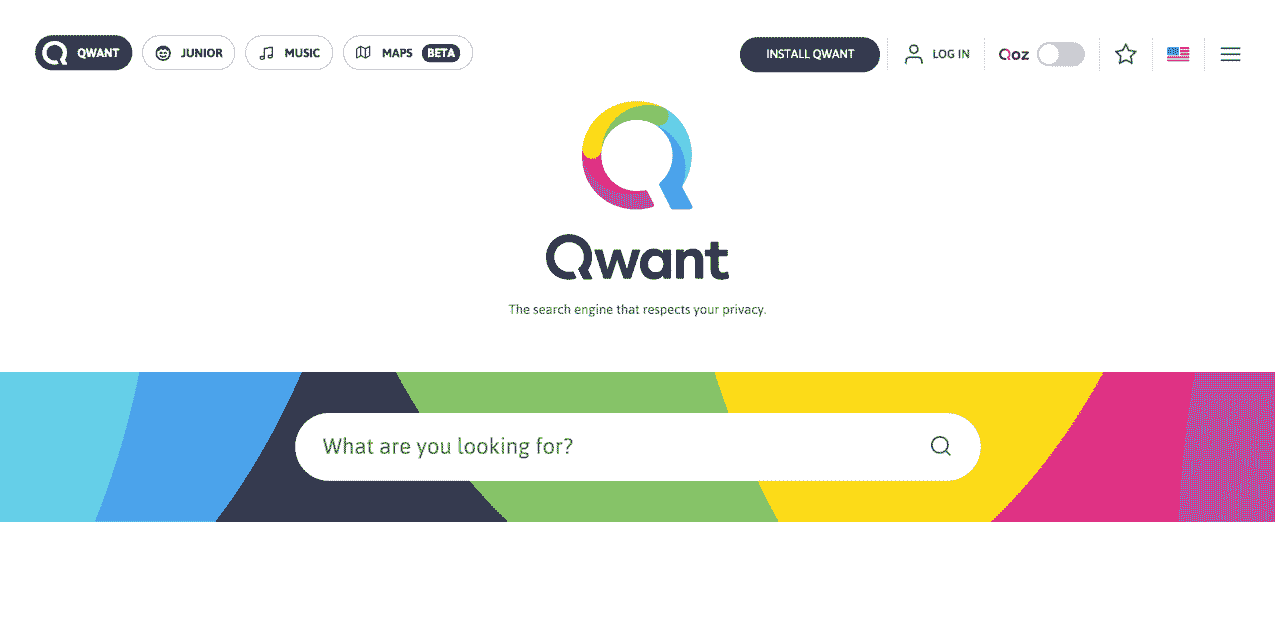 QWANT JUNIOR MUSIC MAPS BETA INSTALL QWANT LOG IN Qoz
Qwant
The search engine that respects your privacy.
What are you looking for?